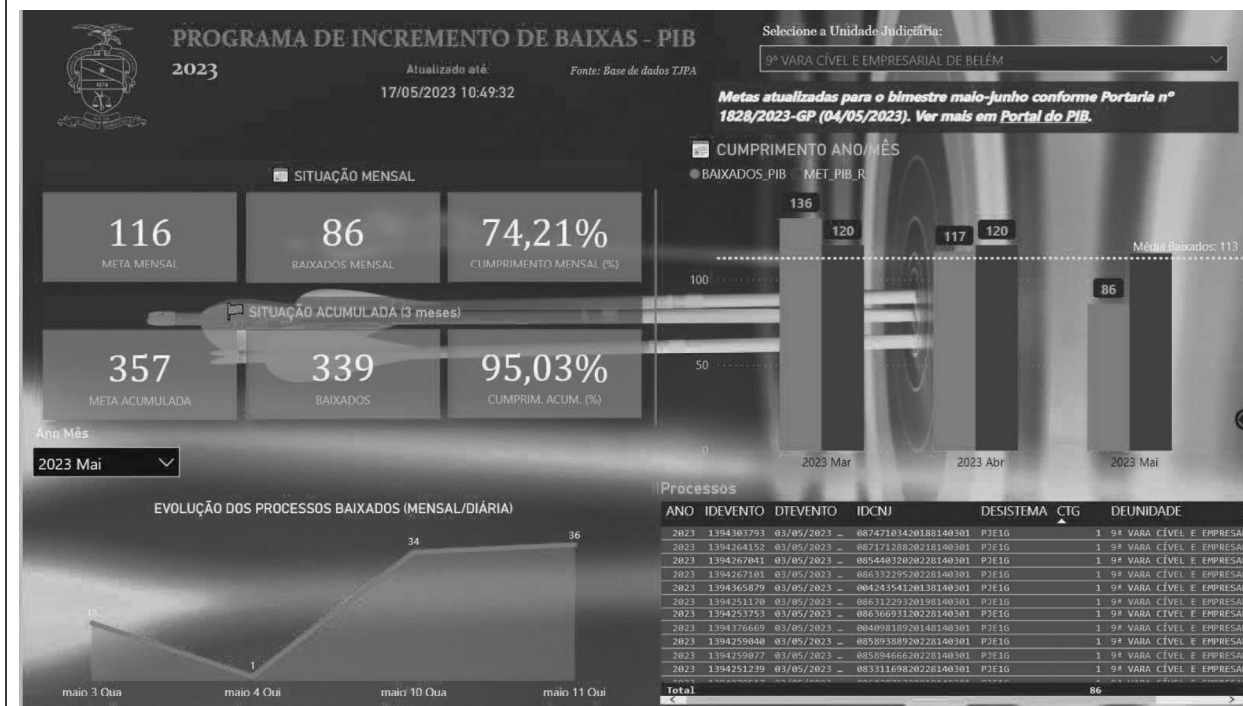 PROGRAMA DE INCREMENTO DE BAIXAS - PIB
2023
Atualizado até:
17/05/2023 10:49:32
Fonte: Base de dados TJPA
Selecione a Unidade Judiciária:
9ª VARA CÍVEL E EMPRESARIAL DE BELÉM
Metas atualizadas para o bimestre maio-junho conforme Portaria nº
1828/2023-GP (04/05/2023). Ver mais em Portal do PIB.
SITUAÇÃO MENSAL
116
META MENSAL
86
BAIXADOS MENSAL
74,21%
CUMPRIMENTO MENSAL (%)
SITUAÇÃO ACUMULADA (3 meses)
357
META ACUMULADA
339
BAIXADOS
95,03%
CUMPRIM. ACUM. (%)
Ano Mês
2023 Mai
CUMPRIMENTO ANO/MÊS
BAIXADOS_PIB MET_PIB_R
136
120
117
120
Média Baixados: 113
86
100
50
0
2023 Mar
2023 Abr
2023 Mai
EVOLUÇÃO DOS PROCESSOS BAIXADOS (MENSAL/DIÁRIA)
15
1
34
36
maio 3 Qua
maio 4 Qui
maio 10 Qua
maio 11 Qui
Processos
ANO IDEVENTO DTEVENTO IDCNJ DESISTEMA CTG DEUNIDADE
2023 1394303793 03/05/2023 … 08747103420188140301 PJE1G 1 9ª VARA CÍVEL E EMPRESA
2023 1394264152 03/05/2023 … 08717128820218140301 PJE1G 1 9ª VARA CÍVEL E EMPRESA
2023 1394267041 03/05/2023 … 08544032020228140301 PJE1G 1 9ª VARA CÍVEL E EMPRESA
2023 1394267101 03/05/2023 … 08633229520228140301 PJE1G 1 9ª VARA CÍVEL E EMPRESA
2023 1394365879 03/05/2023 … 00424354120138140301 PJE1G 1 9ª VARA CÍVEL E EMPRESA
2023 1394251170 03/05/2023 … 08631229320198140301 PJE1G 1 9ª VARA CÍVEL E EMPRESA
2023 1394253753 03/05/2023 … 08636693120228140301 PJE1G 1 9ª VARA CÍVEL E EMPRESA
2023 1394376669 03/05/2023 … 00409818920148140301 PJE1G 1 9ª VARA CÍVEL E EMPRESA
2023 1394259040 03/05/2023 … 08589388920228140301 PJE1G 1 9ª VARA CÍVEL E EMPRESA
2023 1394259077 03/05/2023 … 08589466620228140301 PJE1G 1 9ª VARA CÍVEL E EMPRESA
2023 1394251239 03/05/2023 … 08331169820228140301 PJE1G 1 9ª VARA CÍVEL E EMPRESA
Total 86